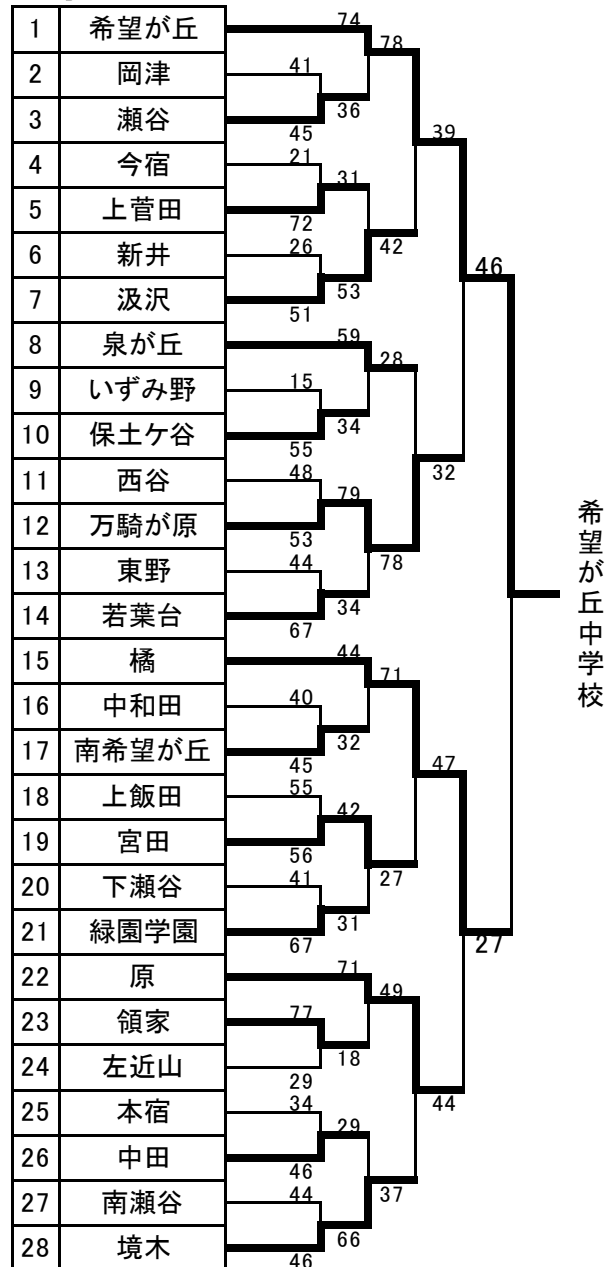 1 希望が丘
2 岡津
3 瀬谷
4 今宿
5 上菅田
6 新井
7 汲沢
8 泉が丘
9 いずみ野
10 保土ケ谷
11 西谷
12 万騎が原
13 東野
14 若葉台
15 橘
16 中和田
17 南希望が丘
18 上飯田
19 宮田
20 下瀬谷
21 緑園学園
22 原
23 領家
24 左近山
25 本宿
26 中田
27 南瀬谷
28 境木
74
41
45
36
21
72
31
26
51
53
59
15
55
34
48
53
79
44
67
34
44
40
45
32
55
56
42
41
67
31
71
77
29
18
34
46
29
44
46
66
78
42
28
78
71
27
49
37
39
32
47
44
46
27
希望が丘中学校